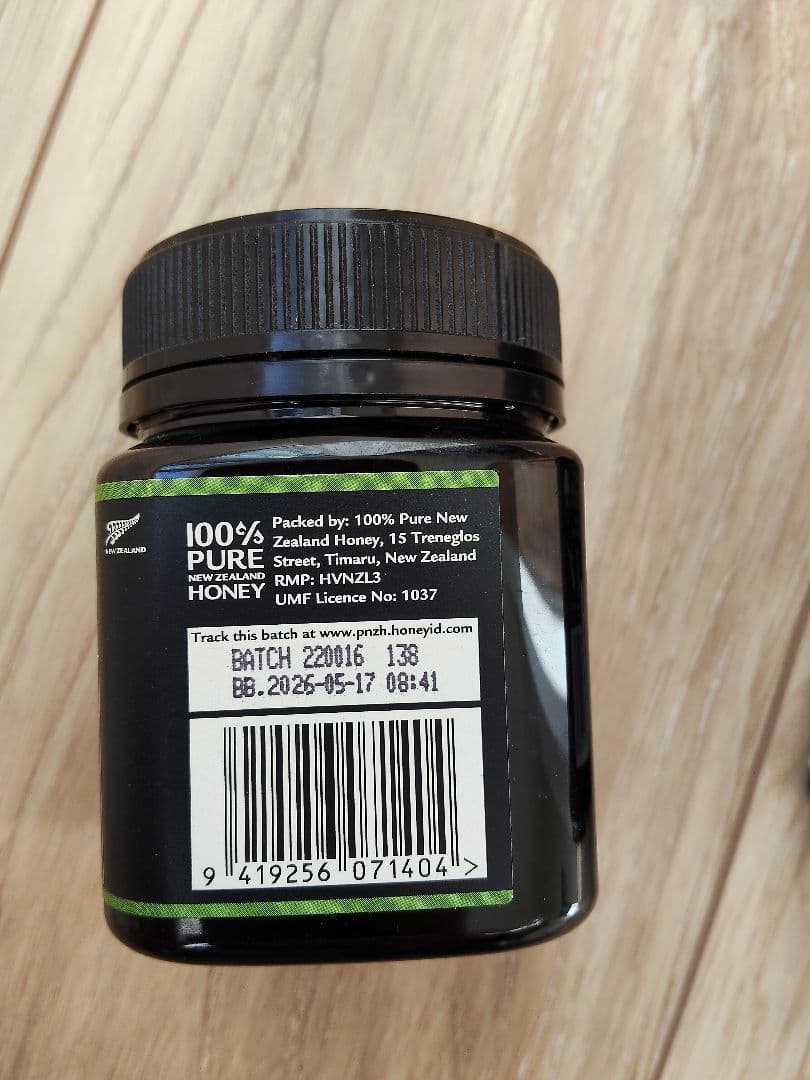 NEW ZEALAND
100%
PURE
NEW ZEALAND
HONEY
Packed by: 100% Pure New
Zealand Honey, 15 Treneglos
Street, Timaru, New Zealand
RMP: HVNZL3
UMF Licence No: 1037
Track this batch at www.pnzh.honeyid.com
BATCH 220016 138
BB.2026-05-17 08:41
9 419256 071404 >